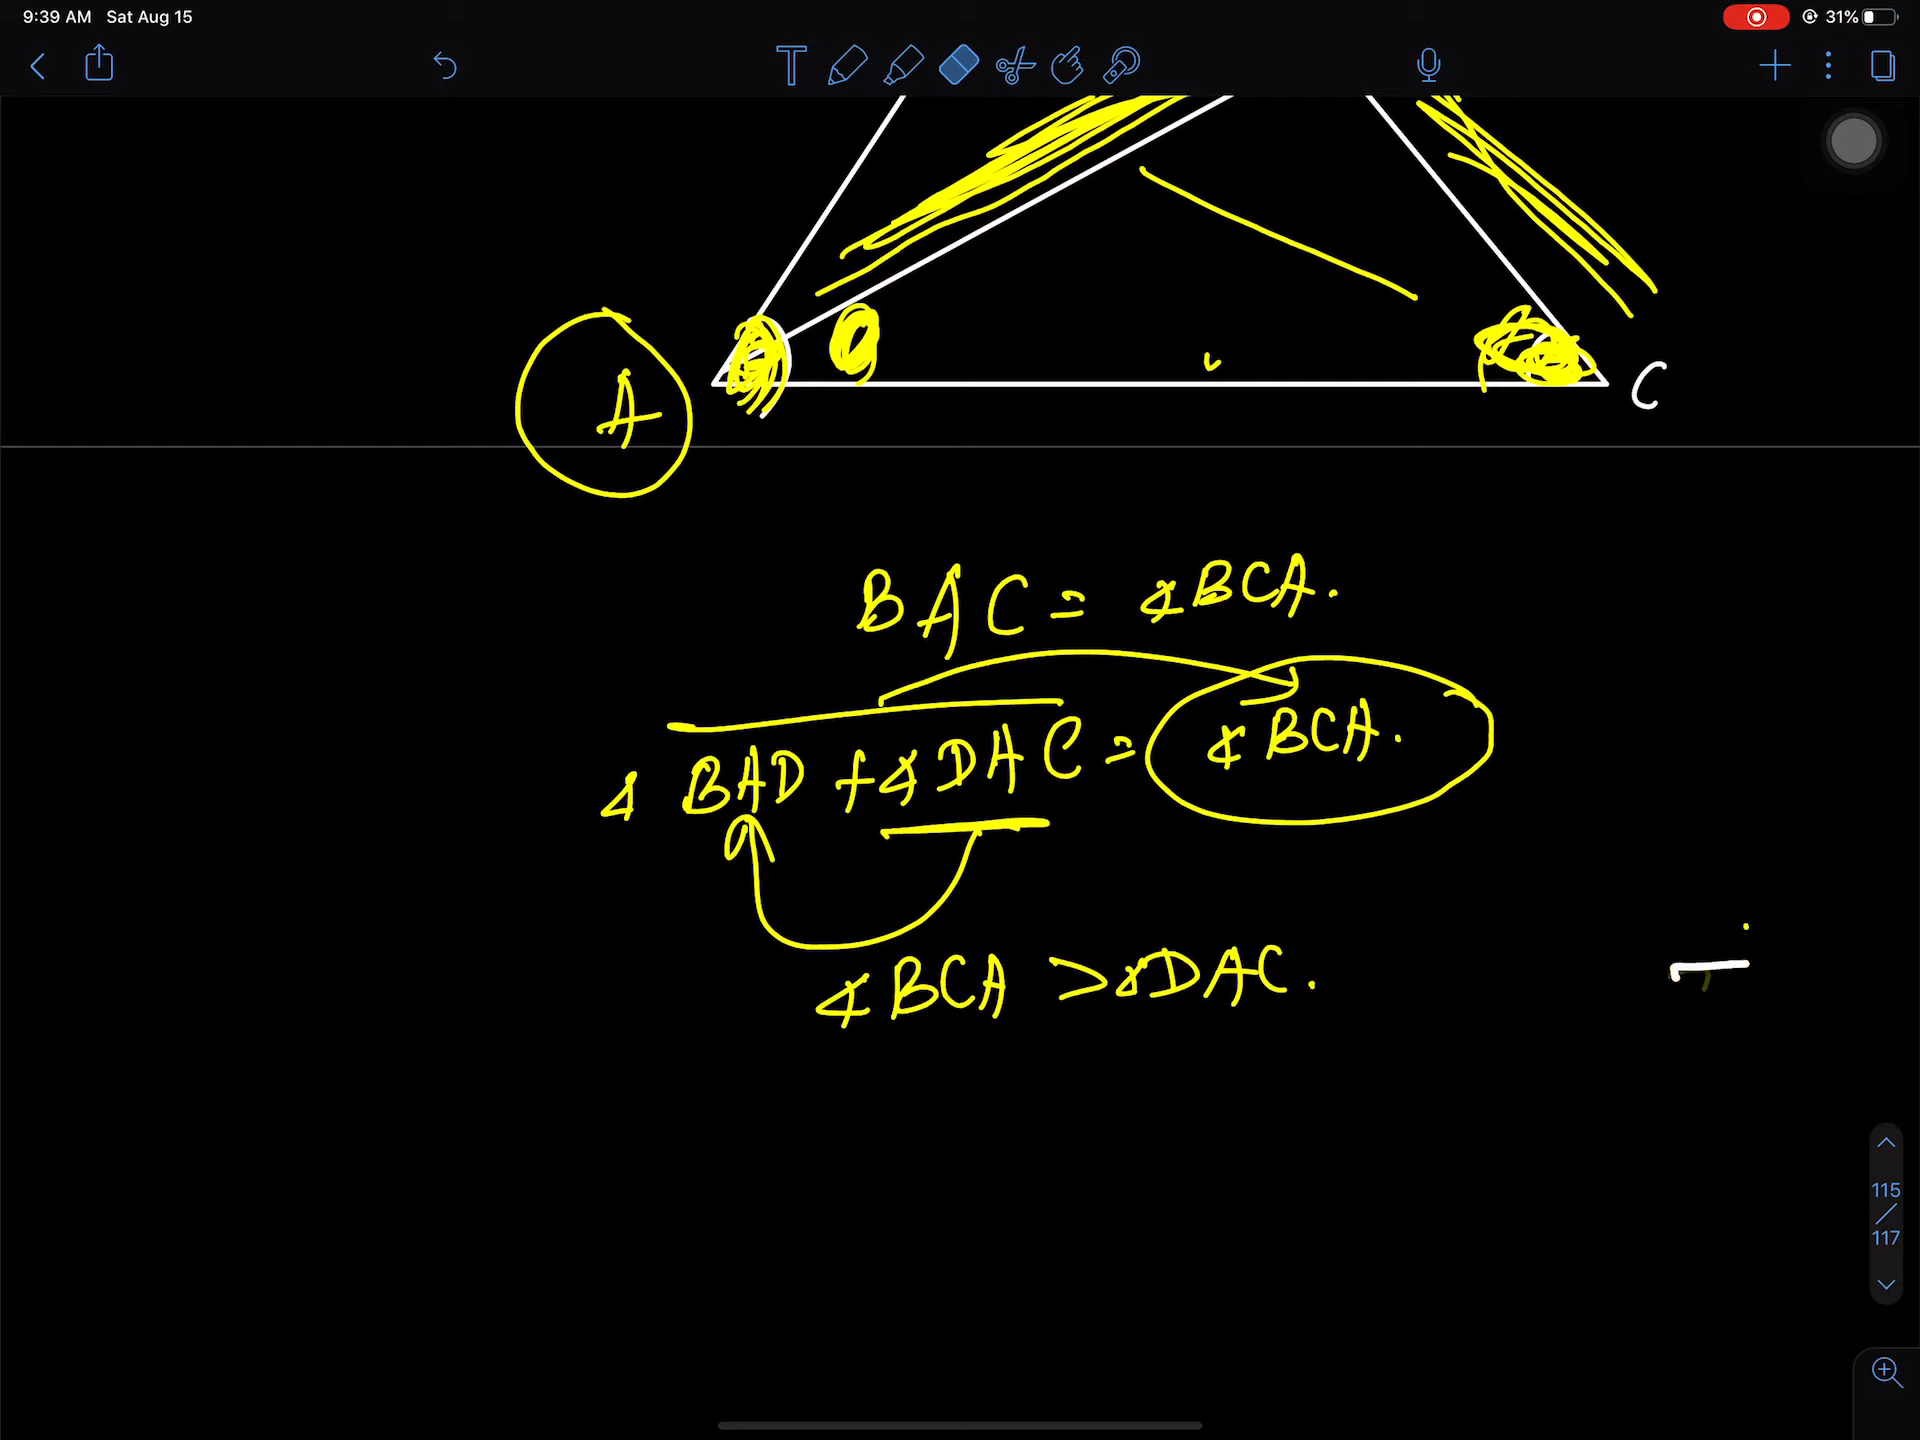 9:39 AM Sat Aug 15
31%
T
C
A
BAC = ∡BCA.
∡BAD + ∡DAC = ∡BCA.
∡BCA > ∡DAC.
115
117